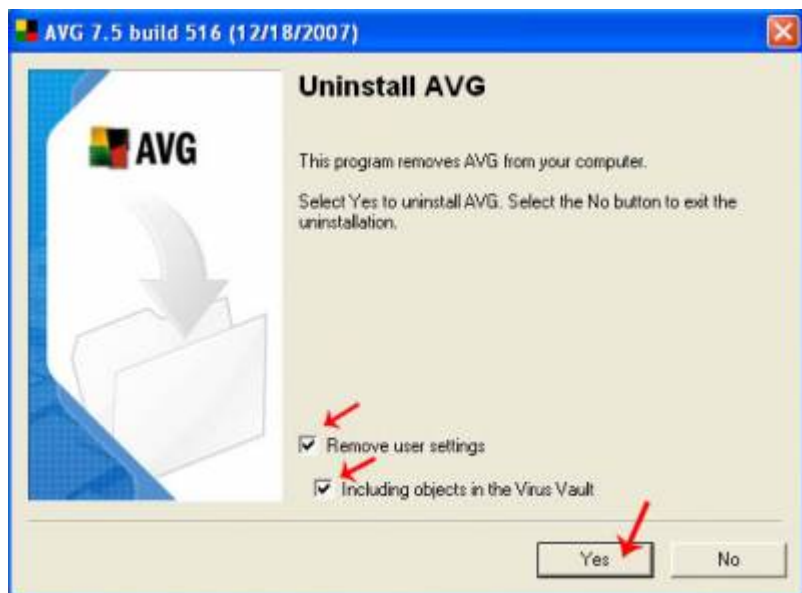 AVG 7.5 build 516 (12/18/2007)
Uninstall AVG
AVG
This program removes AVG from your computer.
Select Yes to uninstall AVG. Select the No button to exit the
uninstallation.
Remove user settings
Including objects in the Virus Vault
Yes
No